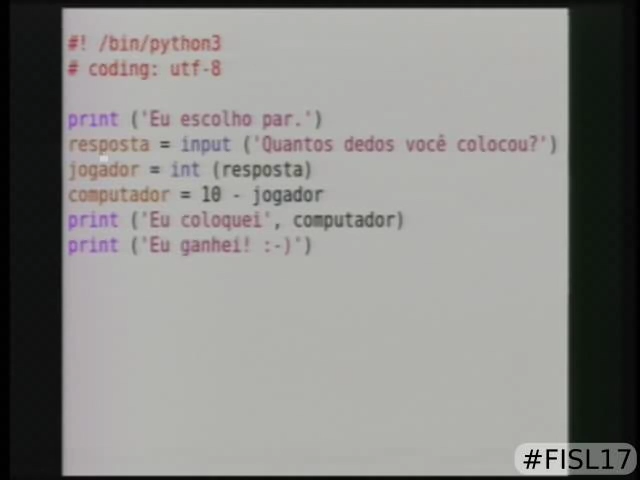 #! /bin/python3
# coding: utf-8

print ('Eu escolho par.')
resposta = input ('Quantos dedos você colocou?')
jogador = int (resposta)
computador = 10 - jogador
print ('Eu coloquei', computador)
print ('Eu ganhei! :-)')
#FISL17